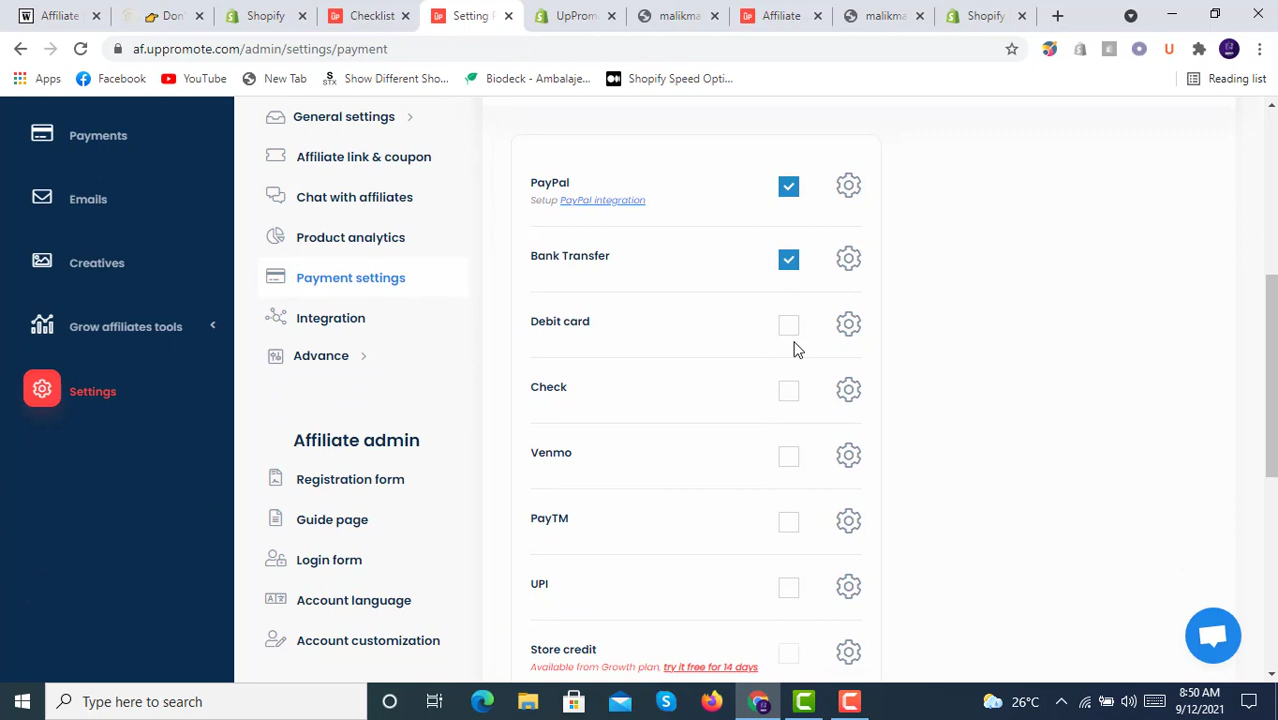 Affiliate
Don'
Shopify
Checklist
Setting P
UpPromo
malikma
Affiliate
malikma
Shopify
af.uppromote.com/admin/settings/payment
Apps
Facebook
YouTube
New Tab
STX
Show Different Sho...
Biodeck - Ambalaje...
Shopify Speed Opti...
Reading list
Payments
Emails
Creatives
Grow affiliates tools
Settings
General settings
Affiliate link & coupon
Chat with affiliates
Product analytics
Payment settings
Integration
Advance
Affiliate admin
Registration form
Guide page
Login form
Account language
Account customization
PayPal
Setup PayPal integration
Bank Transfer
Debit card
Check
Venmo
PayTM
UPI
Store credit
Available from Growth plan, try it free for 14 days
Type here to search
26°C
8:50 AM
9/12/2021